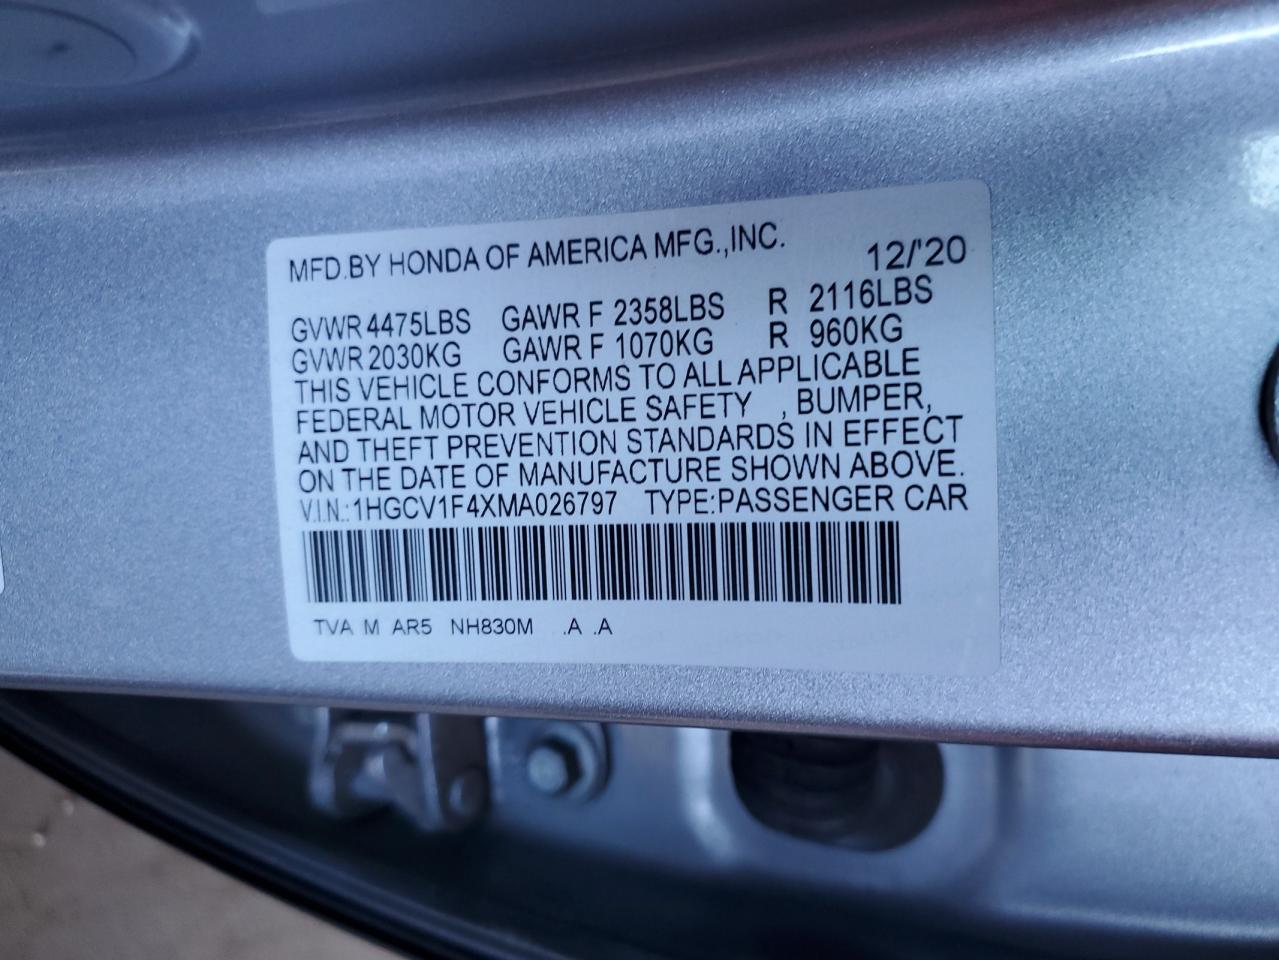 MFD.BY HONDA OF AMERICA MFG.,INC. 12/'20
GVWR 4475LBS GAWR F 2358LBS R 2116LBS
GVWR 2030KG GAWR F 1070KG R 960KG
THIS VEHICLE CONFORMS TO ALL APPLICABLE
FEDERAL MOTOR VEHICLE SAFETY , BUMPER,
AND THEFT PREVENTION STANDARDS IN EFFECT
ON THE DATE OF MANUFACTURE SHOWN ABOVE.
V.I.N.: 1HGCV1F4XMA026797 TYPE:PASSENGER CAR
TVA M AR5 NH830M .A .A